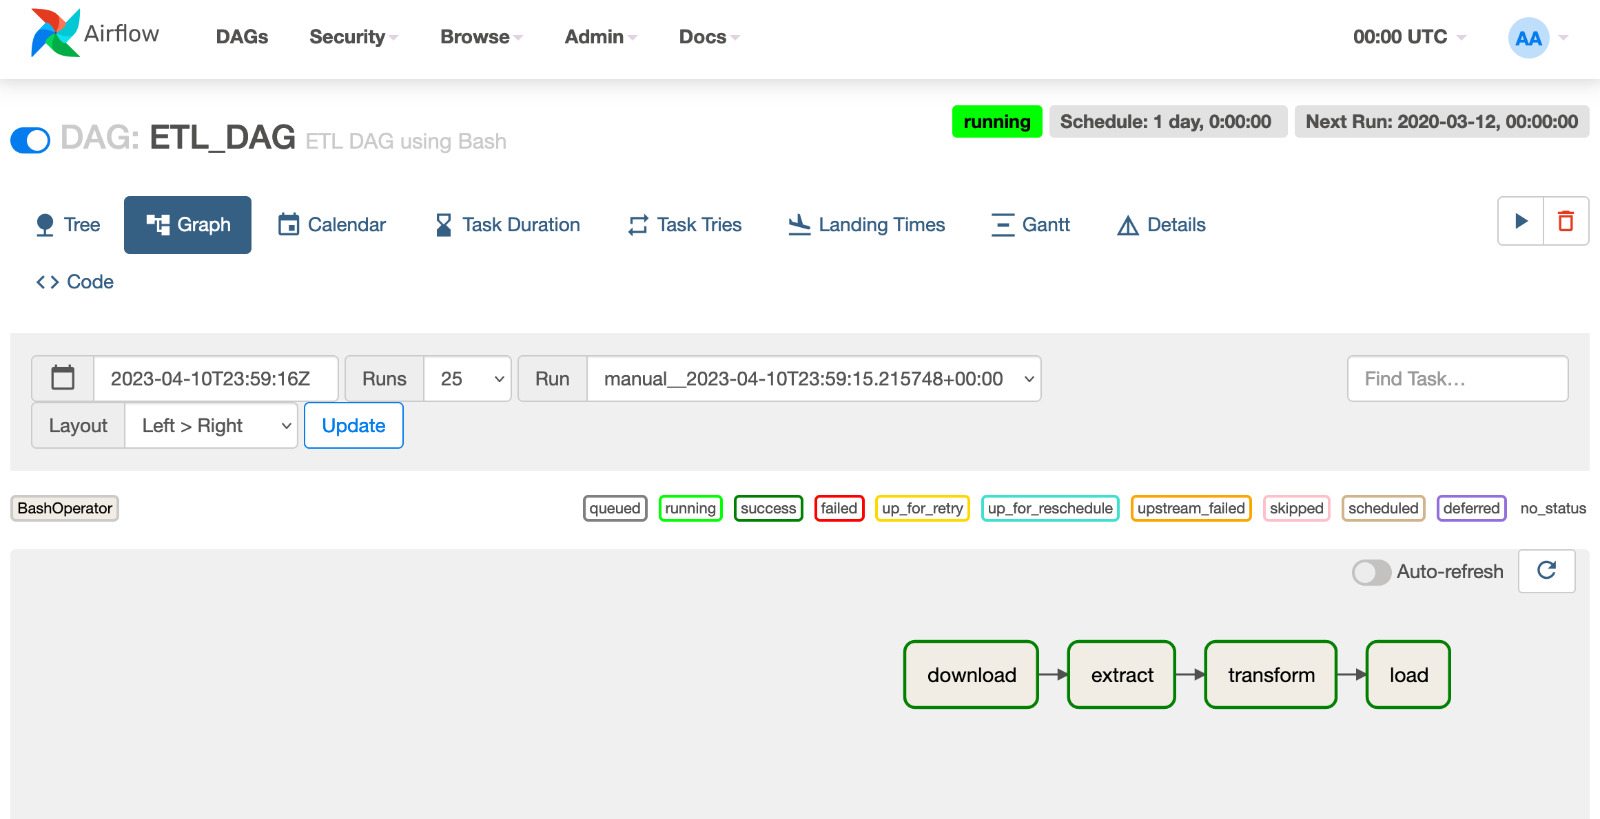 Airflow DAGs Security Browse Admin Docs 00:00 UTC AA
running Schedule: 1 day, 0:00:00 Next Run: 2020-03-12, 00:00:00
DAG: ETL_DAG ETL DAG using Bash
Tree Graph Calendar Task Duration Task Tries Landing Times Gantt Details
Code
2023-04-10T23:59:16Z Runs 25 Run manual__2023-04-10T23:59:15.215748+00:00 Find Task...
Layout Left > Right Update
BashOperator queued running success failed up_for_retry up_for_reschedule upstream_failed skipped scheduled deferred no_status
Auto-refresh
download extract transform load